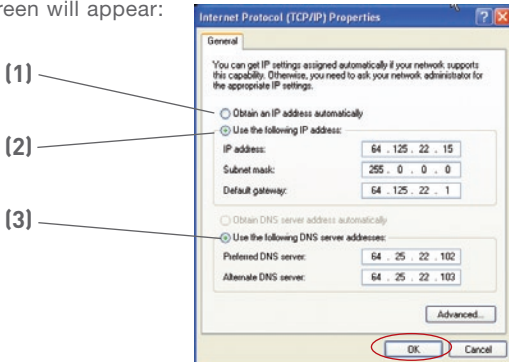 reen will appear:
Internet Protocol (TCP/IP) Properties
General
You can get IP settings assigned automatically if your network supports
this capability. Otherwise, you need to ask your network administrator for
the appropriate IP settings.
(1)
Obtain an IP address automatically
(2)
Use the following IP address:
IP address: 64 . 125 . 22 . 15
Subnet mask: 255 . 0 . 0 . 0
Default gateway: 64 . 125 . 22 . 1
Obtain DNS server address automatically
(3)
Use the following DNS server addresses:
Preferred DNS server: 64 . 25 . 22 . 102
Alternate DNS server: 64 . 25 . 22 . 103
Advanced...
OK Cancel